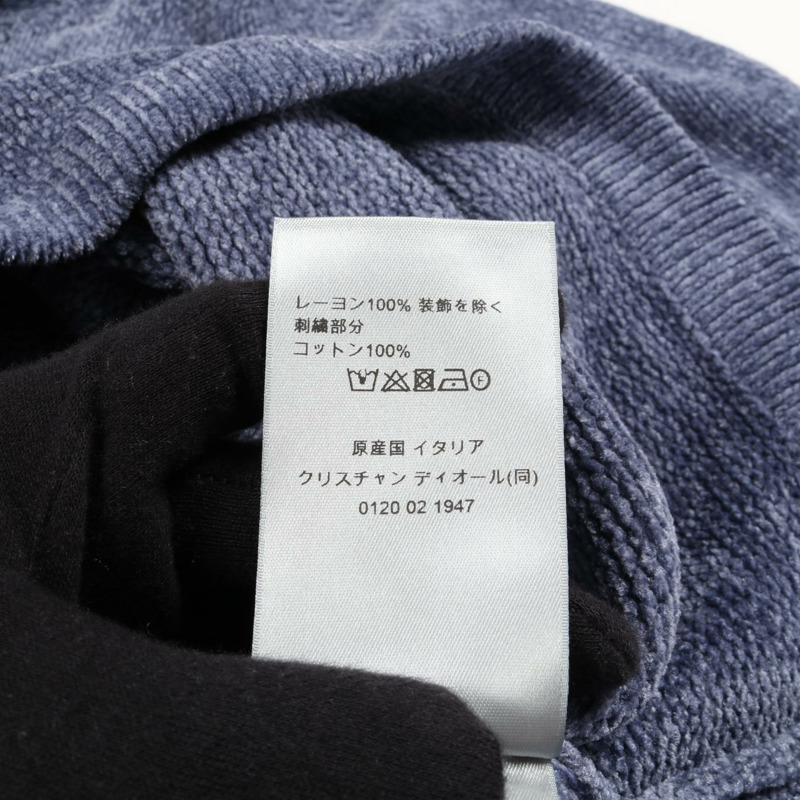 レーヨン100% 装飾を除く
刺繍部分
コットン100%
F
原産国 イタリア
クリスチャン ディオール(同)
0120 02 1947